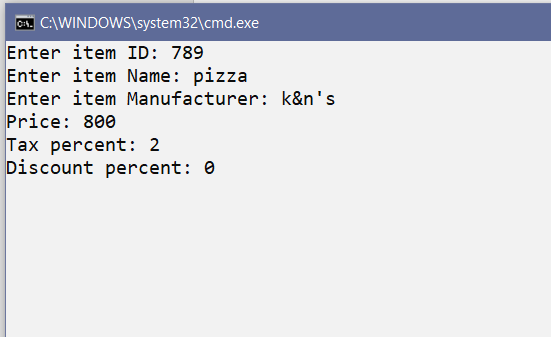 C:\WINDOWS\system32\cmd.exe
Enter item ID: 789
Enter item Name: pizza
Enter item Manufacturer: k&n's
Price: 800
Tax percent: 2
Discount percent: 0